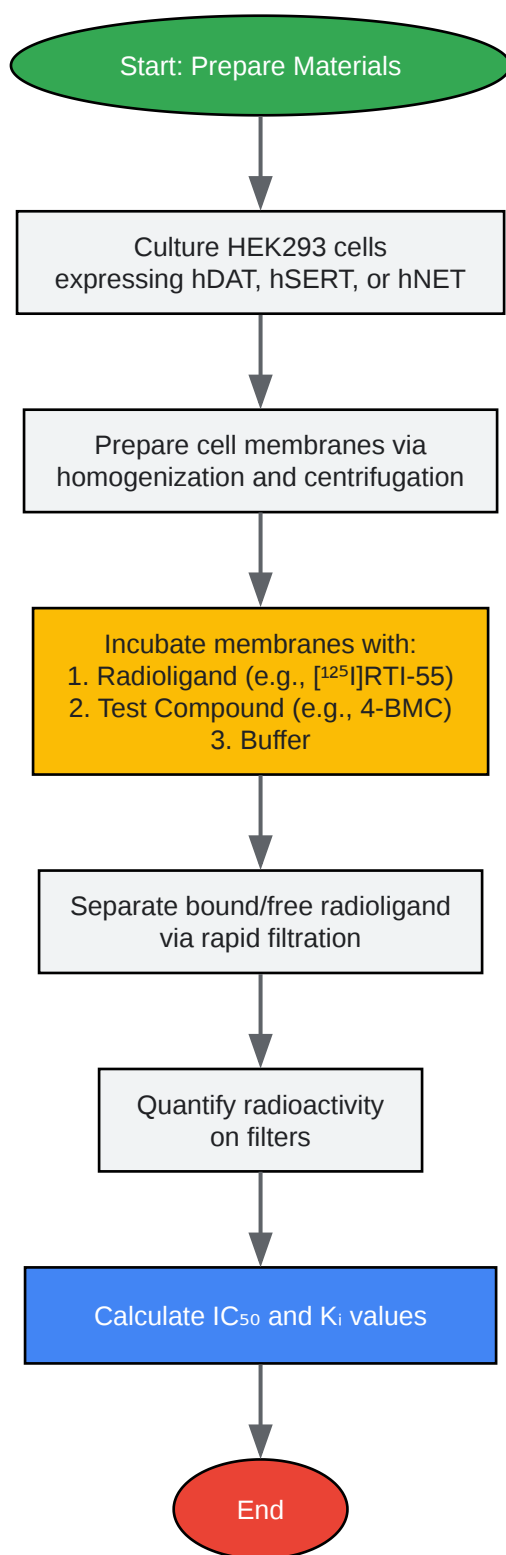 Start: Prepare Materials
Culture HEK293 cells
expressing hDAT, hSERT, or hNET
Prepare cell membranes via
homogenization and centrifugation
Incubate membranes with:
1. Radioligand (e.g., [¹²⁵I]RTI-55)
2. Test Compound (e.g., 4-BMC)
3. Buffer
Separate bound/free radioligand
via rapid filtration
Quantify radioactivity
on filters
Calculate IC₅₀ and Kᵢ values
End